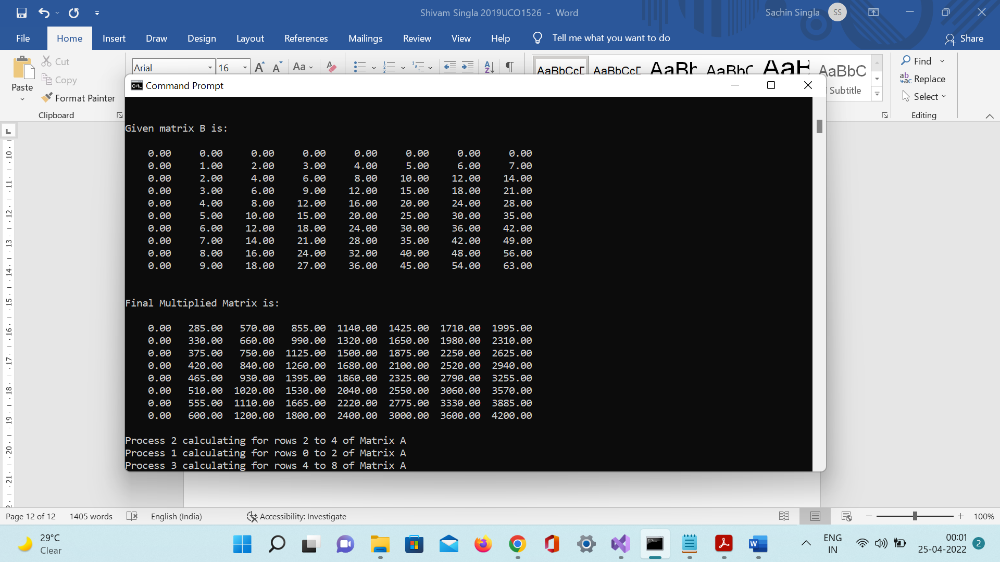 Shivam Singla 2019UCO1526 - Word
Sachin Singla SS
File Home Insert Draw Design Layout References Mailings Review View Help Tell me what you want to do Share
Paste
Cut
Copy
Format Painter
Clipboard
Arial 16
AaBbCcD AaBbCcD AaBb AaBbC AaB AaBbC
Subtitle
Find
Replace
Select
Editing
Command Prompt
Given matrix B is:
0.00 0.00 0.00 0.00 0.00 0.00 0.00 0.00
0.00 1.00 2.00 3.00 4.00 5.00 6.00 7.00
0.00 2.00 4.00 6.00 8.00 10.00 12.00 14.00
0.00 3.00 6.00 9.00 12.00 15.00 18.00 21.00
0.00 4.00 8.00 12.00 16.00 20.00 24.00 28.00
0.00 5.00 10.00 15.00 20.00 25.00 30.00 35.00
0.00 6.00 12.00 18.00 24.00 30.00 36.00 42.00
0.00 7.00 14.00 21.00 28.00 35.00 42.00 49.00
0.00 8.00 16.00 24.00 32.00 40.00 48.00 56.00
0.00 9.00 18.00 27.00 36.00 45.00 54.00 63.00
Final Multiplied Matrix is:
0.00 285.00 570.00 855.00 1140.00 1425.00 1710.00 1995.00
0.00 330.00 660.00 990.00 1320.00 1650.00 1980.00 2310.00
0.00 375.00 750.00 1125.00 1500.00 1875.00 2250.00 2625.00
0.00 420.00 840.00 1260.00 1680.00 2100.00 2520.00 2940.00
0.00 465.00 930.00 1395.00 1860.00 2325.00 2790.00 3255.00
0.00 510.00 1020.00 1530.00 2040.00 2550.00 3060.00 3570.00
0.00 555.00 1110.00 1665.00 2220.00 2775.00 3330.00 3885.00
0.00 600.00 1200.00 1800.00 2400.00 3000.00 3600.00 4200.00
Process 2 calculating for rows 2 to 4 of Matrix A
Process 1 calculating for rows 0 to 2 of Matrix A
Process 3 calculating for rows 4 to 8 of Matrix A
10
11
12
13
14
15
16
17
18
19
20
21
Page 12 of 12 1405 words English (India) Accessibility: Investigate 100%
29°C
Clear
ENG
IN
00:01
25-04-2022
2